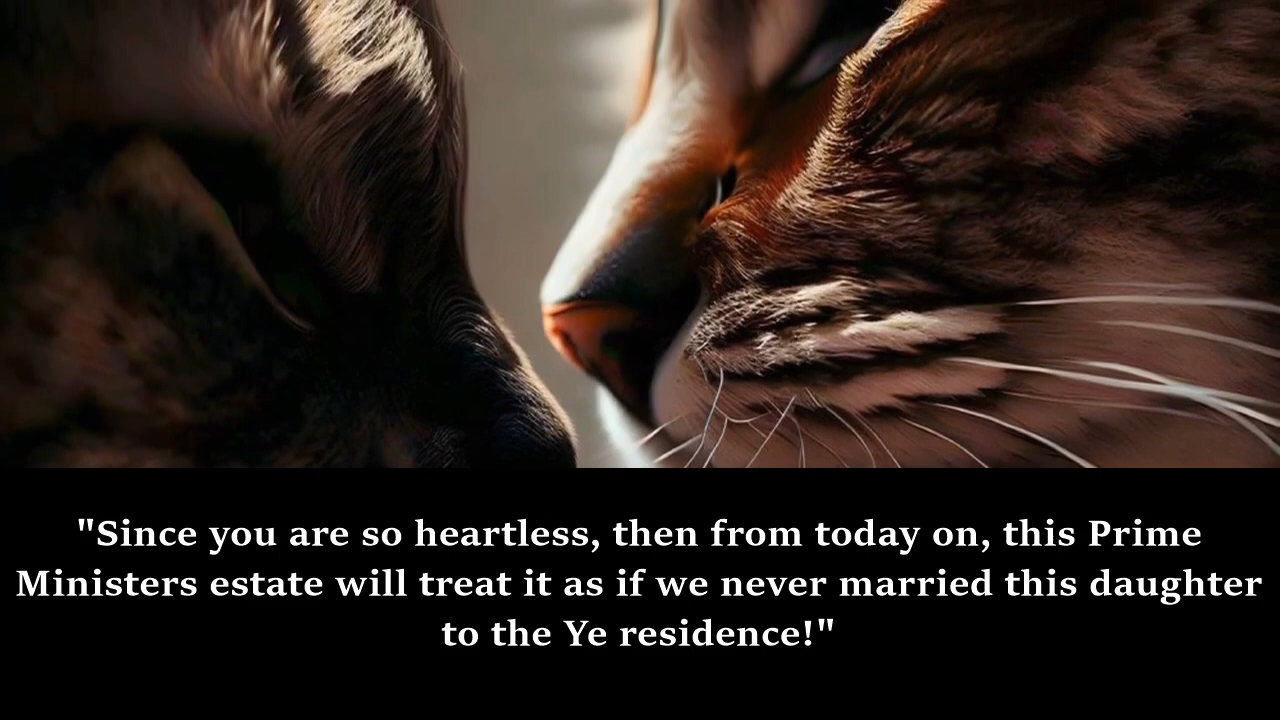 "Since you are so heartless, then from today on, this Prime
Ministers estate will treat it as if we never married this daughter
to the Ye residence!"